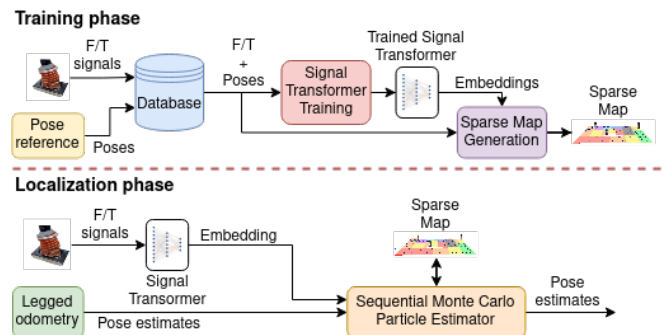 Training phase
F/T
signals
Pose
reference
Poses
Database
F/T
+
Poses
Signal
Transformer
Training
Trained Signal
Transformer
Embeddings
Sparse Map
Generation
Sparse
Map
Localization phase
F/T
signals
Signal
Transormer
Embedding
Legged
odometry
Pose estimates
Sparse
Map
Sequential Monte Carlo
Particle Estimator
Pose
estimates